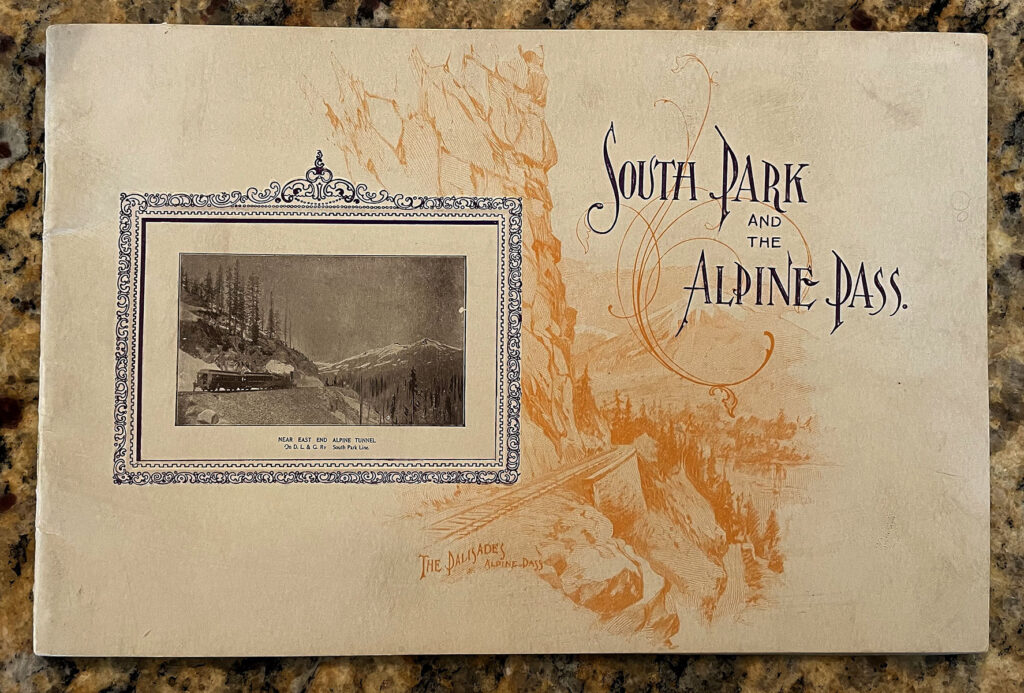 SOUTH PARK
AND
THE
ALPINE PASS.
NEAR EAST END ALPINE TUNNEL
On D. L. & G. Ry South Park Line.
THE PALISADES
ALPINE PASS